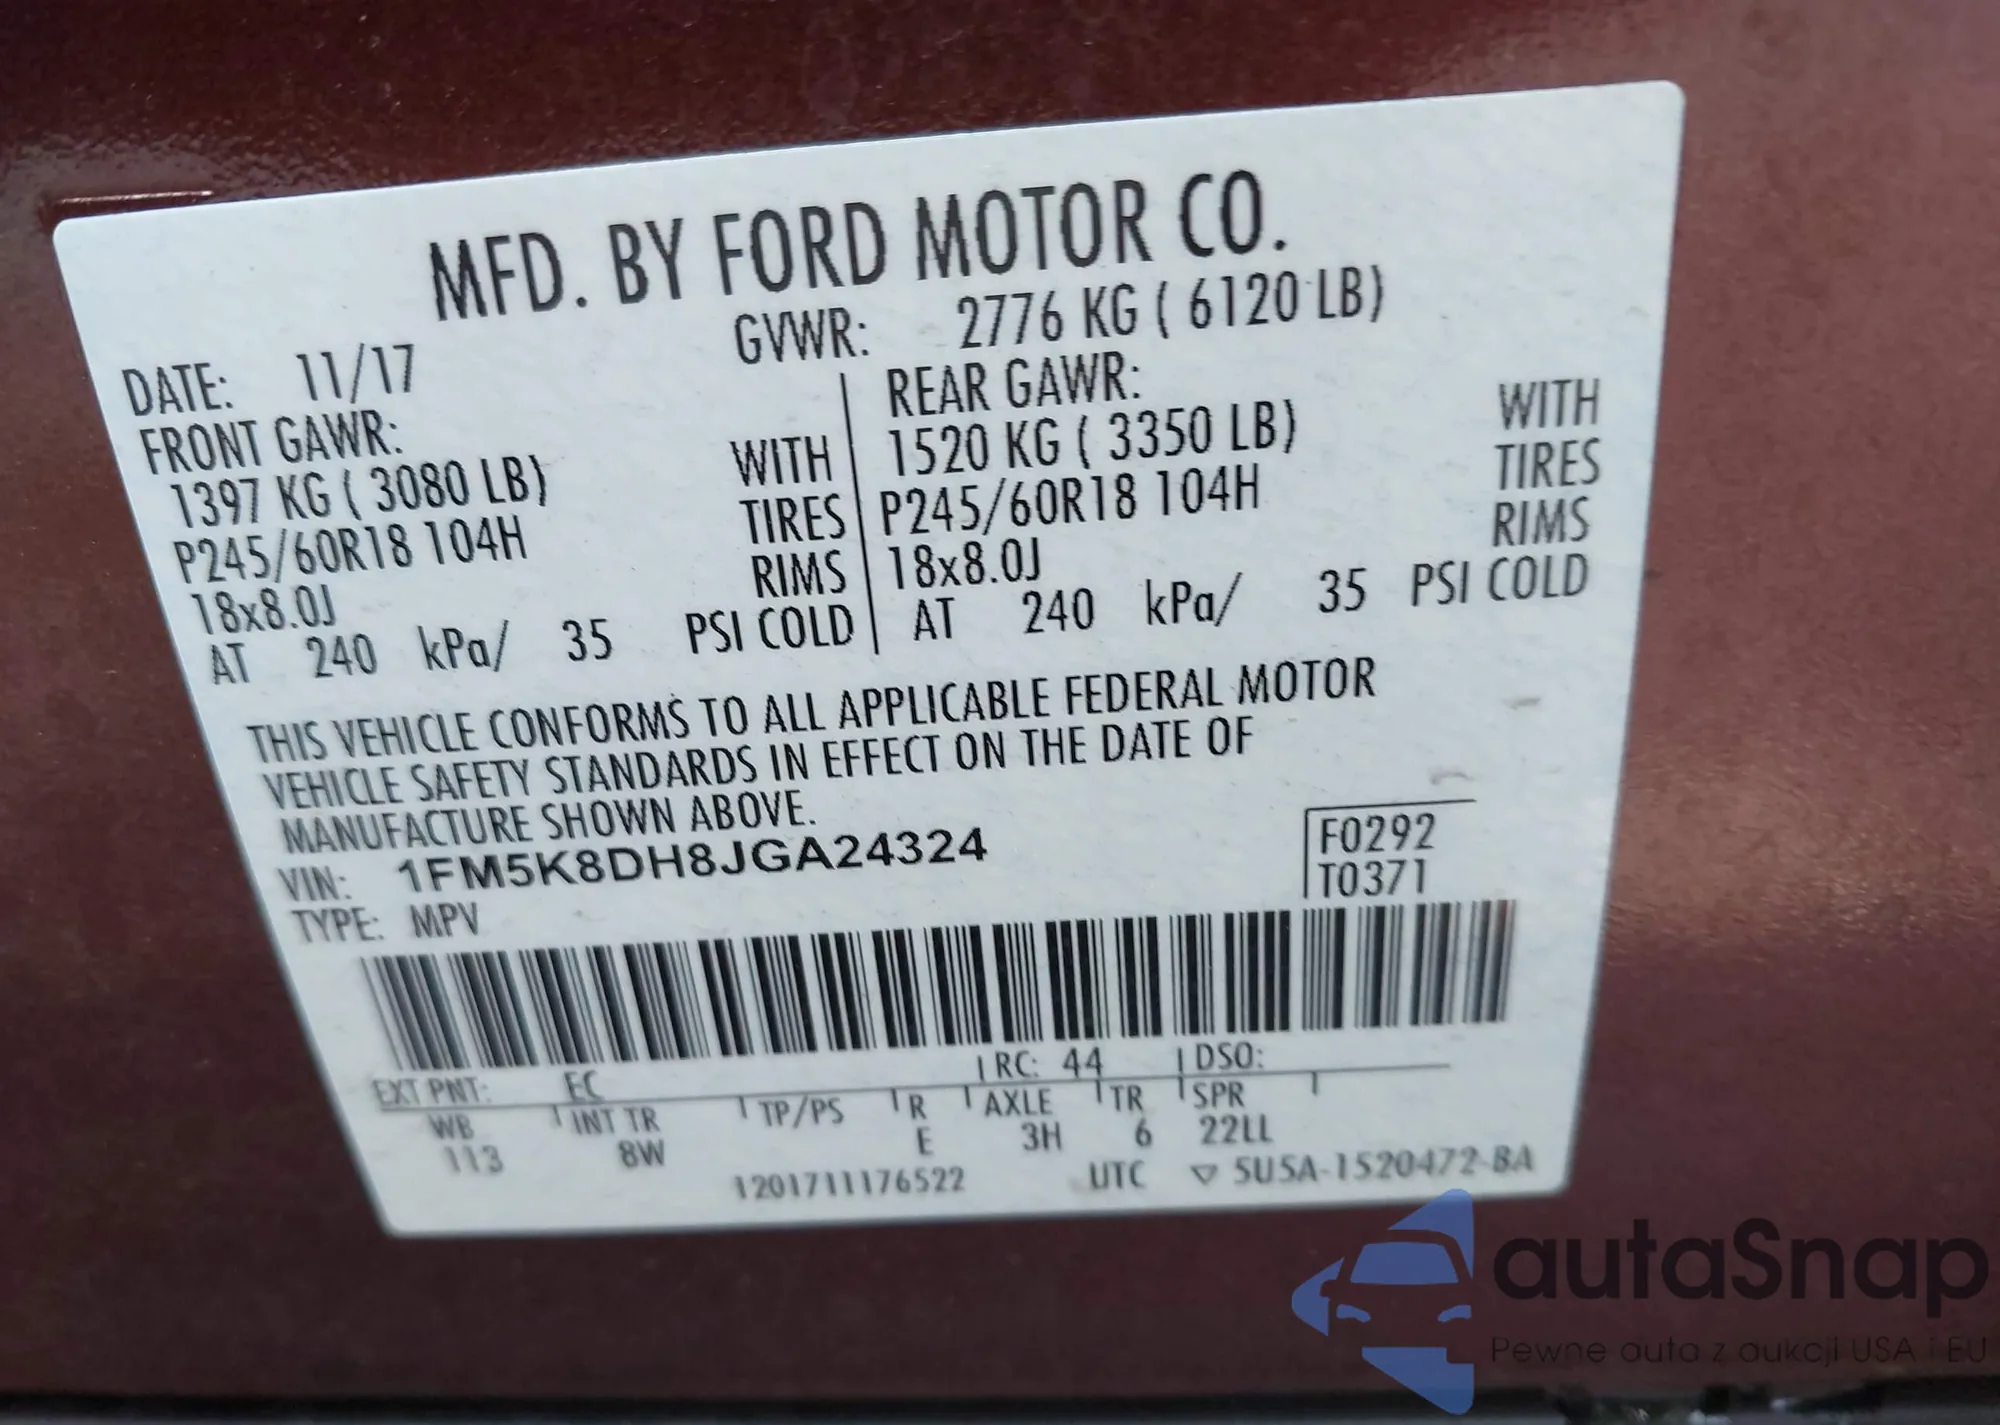 MFD. BY FORD MOTOR CO.
DATE: 11/17 GVWR: 2776 KG ( 6120 LB)
FRONT GAWR: REAR GAWR:
1397 KG ( 3080 LB) WITH 1520 KG ( 3350 LB) WITH
P245/60R18 104H TIRES P245/60R18 104H TIRES
18x8.0J RIMS 18x8.0J RIMS
AT 240 kPa/ 35 PSI COLD AT 240 kPa/ 35 PSI COLD
THIS VEHICLE CONFORMS TO ALL APPLICABLE FEDERAL MOTOR
VEHICLE SAFETY STANDARDS IN EFFECT ON THE DATE OF
MANUFACTURE SHOWN ABOVE.
VIN: 1FM5K8DH8JGA24324 F0292
TYPE: MPV T0371
EXT PNT: EC RC: 44 DSO:
WB INT TR TP/PS R AXLE TR SPR
113 8W E 3H 6 22LL
1201711176522 UTC ▽ 5U5A-1520472-BA
autaSnap
Pewne auta z aukcji USA i EU